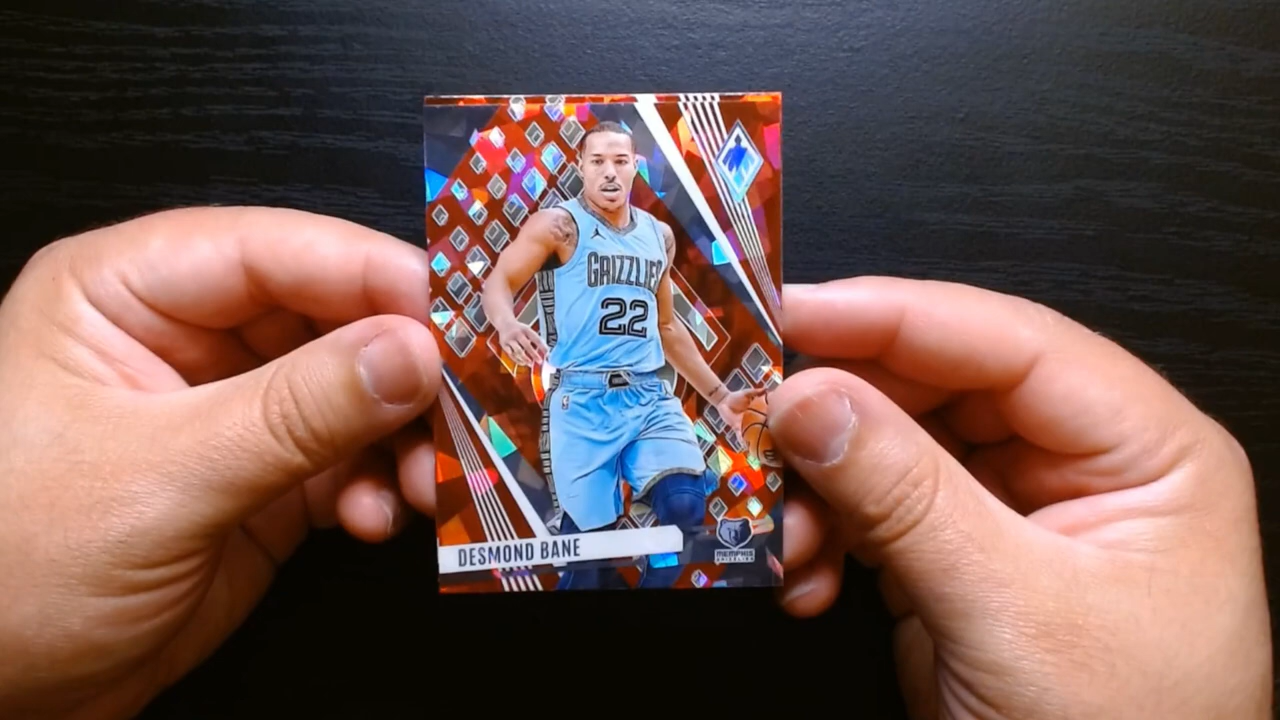 GRIZZLIES
22
DESMOND BANE
MEMPHIS
GRIZZLIES